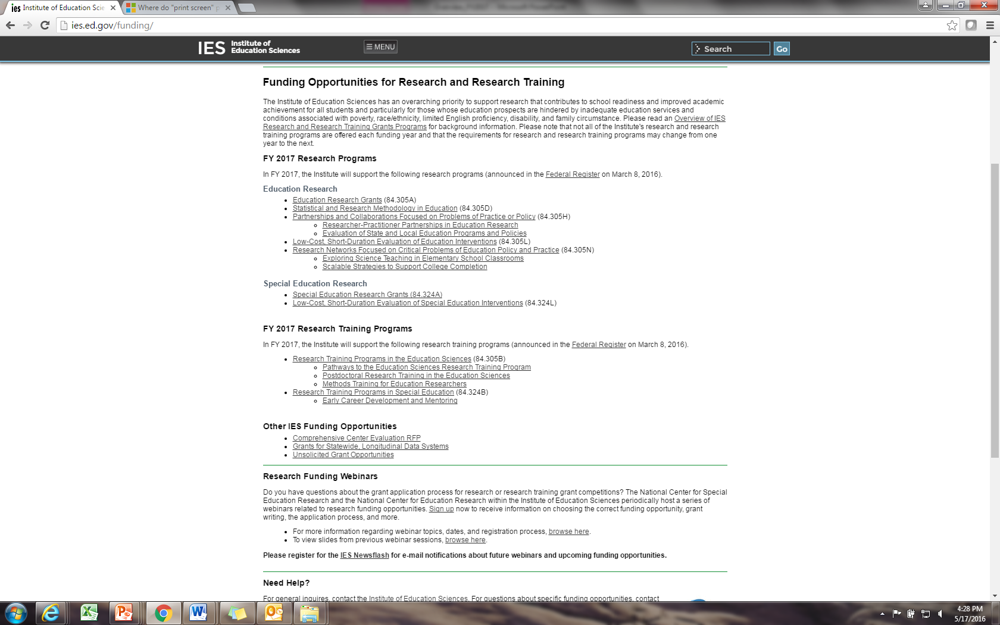 ies Institute of Education Scie
Where do "print screen" p
ies.ed.gov/funding/
IES Institute of
Education Sciences
☰ MENU
Search
Go
Funding Opportunities for Research and Research Training
The Institute of Education Sciences has an overarching priority to support research that contributes to school readiness and improved academic
achievement for all students and particularly for those whose education prospects are hindered by inadequate education services and
conditions associated with poverty, race/ethnicity, limited English proficiency, disability, and family circumstance. Please read an Overview of IES
Research and Research Training Grants Programs for background information. Please note that not all of the Institute's research and research
training programs are offered each funding year and that the requirements for research and research training programs may change from one
year to the next.
FY 2017 Research Programs
In FY 2017, the Institute will support the following research programs (announced in the Federal Register on March 8, 2016).
Education Research
Education Research Grants (84.305A)
Statistical and Research Methodology in Education (84.305D)
Partnerships and Collaborations Focused on Problems of Practice or Policy (84.305H)
Researcher-Practitioner Partnerships in Education Research
Evaluation of State and Local Education Programs and Policies
Low-Cost, Short-Duration Evaluation of Education Interventions (84.305L)
Research Networks Focused on Critical Problems of Education Policy and Practice (84.305N)
Exploring Science Teaching in Elementary School Classrooms
Scalable Strategies to Support College Completion
Special Education Research
Special Education Research Grants (84.324A)
Low-Cost, Short-Duration Evaluation of Special Education Interventions (84.324L)
FY 2017 Research Training Programs
In FY 2017, the Institute will support the following research training programs (announced in the Federal Register on March 8, 2016).
Research Training Programs in the Education Sciences (84.305B)
Pathways to the Education Sciences Research Training Program
Postdoctoral Research Training in the Education Sciences
Methods Training for Education Researchers
Research Training Programs in Special Education (84.324B)
Early Career Development and Mentoring
Other IES Funding Opportunities
Comprehensive Center Evaluation RFP
Grants for Statewide, Longitudinal Data Systems
Unsolicited Grant Opportunities
Research Funding Webinars
Do you have questions about the grant application process for research or research training grant competitions? The National Center for Special
Education Research and the National Center for Education Research within the Institute of Education Sciences periodically host a series of
webinars related to research funding opportunities. Sign up now to receive information on choosing the correct funding opportunity, grant
writing, the application process, and more.
For more information regarding webinar topics, dates, and registration process, browse here.
To view slides from previous webinar sessions, browse here.
Please register for the IES Newsflash for e-mail notifications about future webinars and upcoming funding opportunities.
Need Help?
For general inquires, contact the Institute of Education Sciences. For questions about specific funding opportunities, contact
4:28 PM
5/17/2016